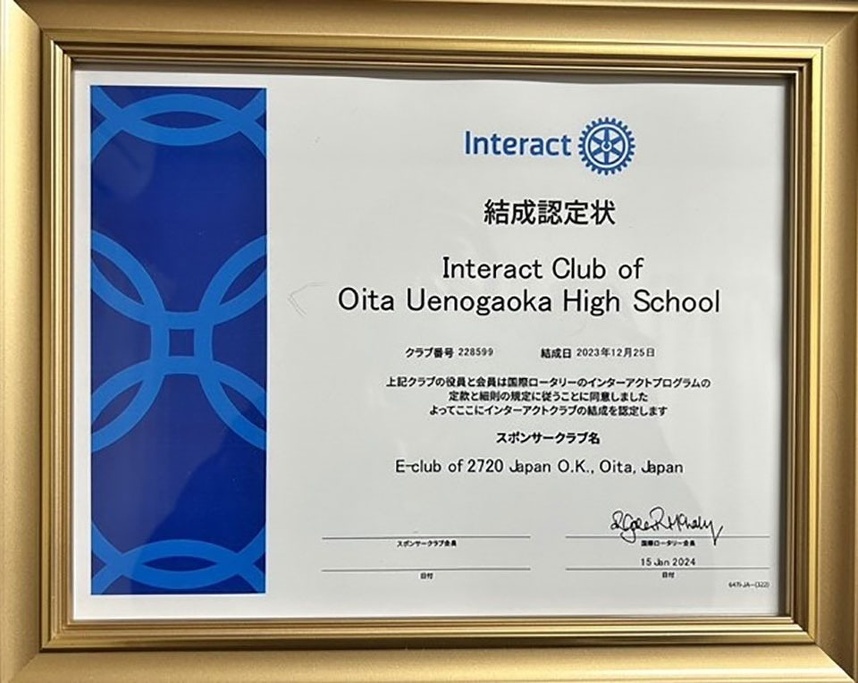 Interact
結成認定状
Interact Club of
Oita Uenogaoka High School
クラブ番号 228599 結成日 2023年12月25日
上記クラブの役員と会員は国際ロータリーのインターアクトプログラムの
定款と細則の規定に従うことに同意しました
よってここにインターアクトクラブの結成を認定します
スポンサークラブ名
E-club of 2720 Japan O.K., Oita, Japan
スポンサークラブ会長 国際ロータリー会長
15 Jan 2024
日付 日付